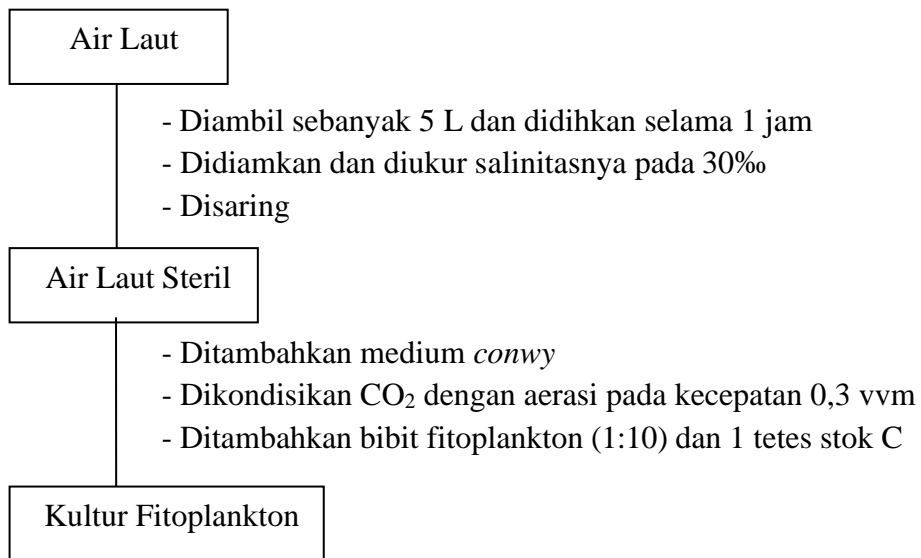 Air Laut
- Diambil sebanyak 5 L dan didihkan selama 1 jam
- Didiamkan dan diukur salinitasnya pada 30‰
- Disaring
Air Laut Steril
- Ditambahkan medium conwy
- Dikondisikan CO₂ dengan aerasi pada kecepatan 0,3 vvm
- Ditambahkan bibit fitoplankton (1:10) dan 1 tetes stok C
Kultur Fitoplankton